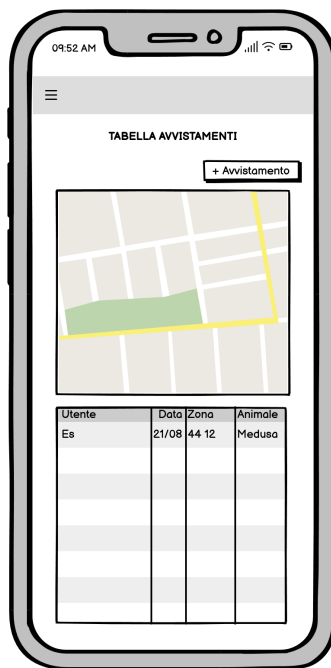 09:52 AM
TABELLA AVVISTAMENTI
+ Avvistamento
Utente Data Zona Animale
Es 21/08 44 12 Medusa